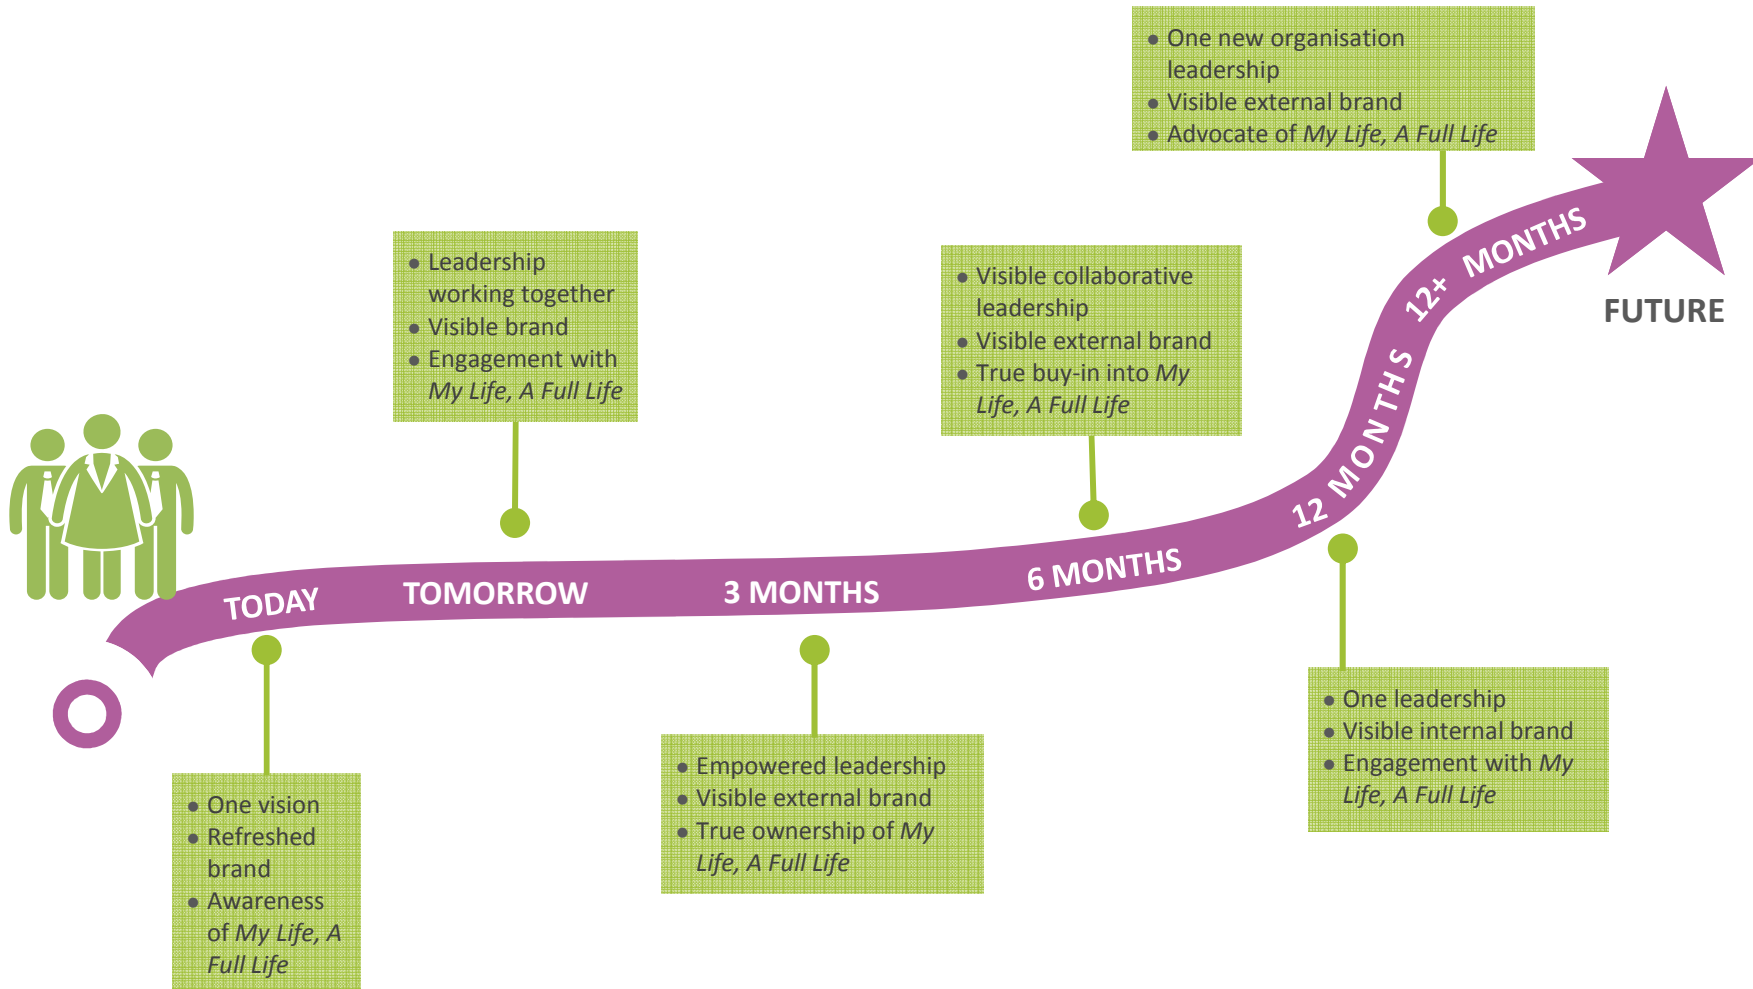 ● One new organisation
leadership
● Visible external brand
● Advocate of My Life, A Full Life
● Leadership
working together
● Visible brand
● Engagement with
My Life, A Full Life
● Visible collaborative
leadership
● Visible external brand
● True buy-in into My
Life, A Full Life
TODAY
TOMORROW
3 MONTHS
6 MONTHS
12 MONTHS
12+ MONTHS
FUTURE
● One vision
● Refreshed
brand
● Awareness
of My Life, A
Full Life
● Empowered leadership
● Visible external brand
● True ownership of My
Life, A Full Life
● One leadership
● Visible internal brand
● Engagement with My
Life, A Full Life